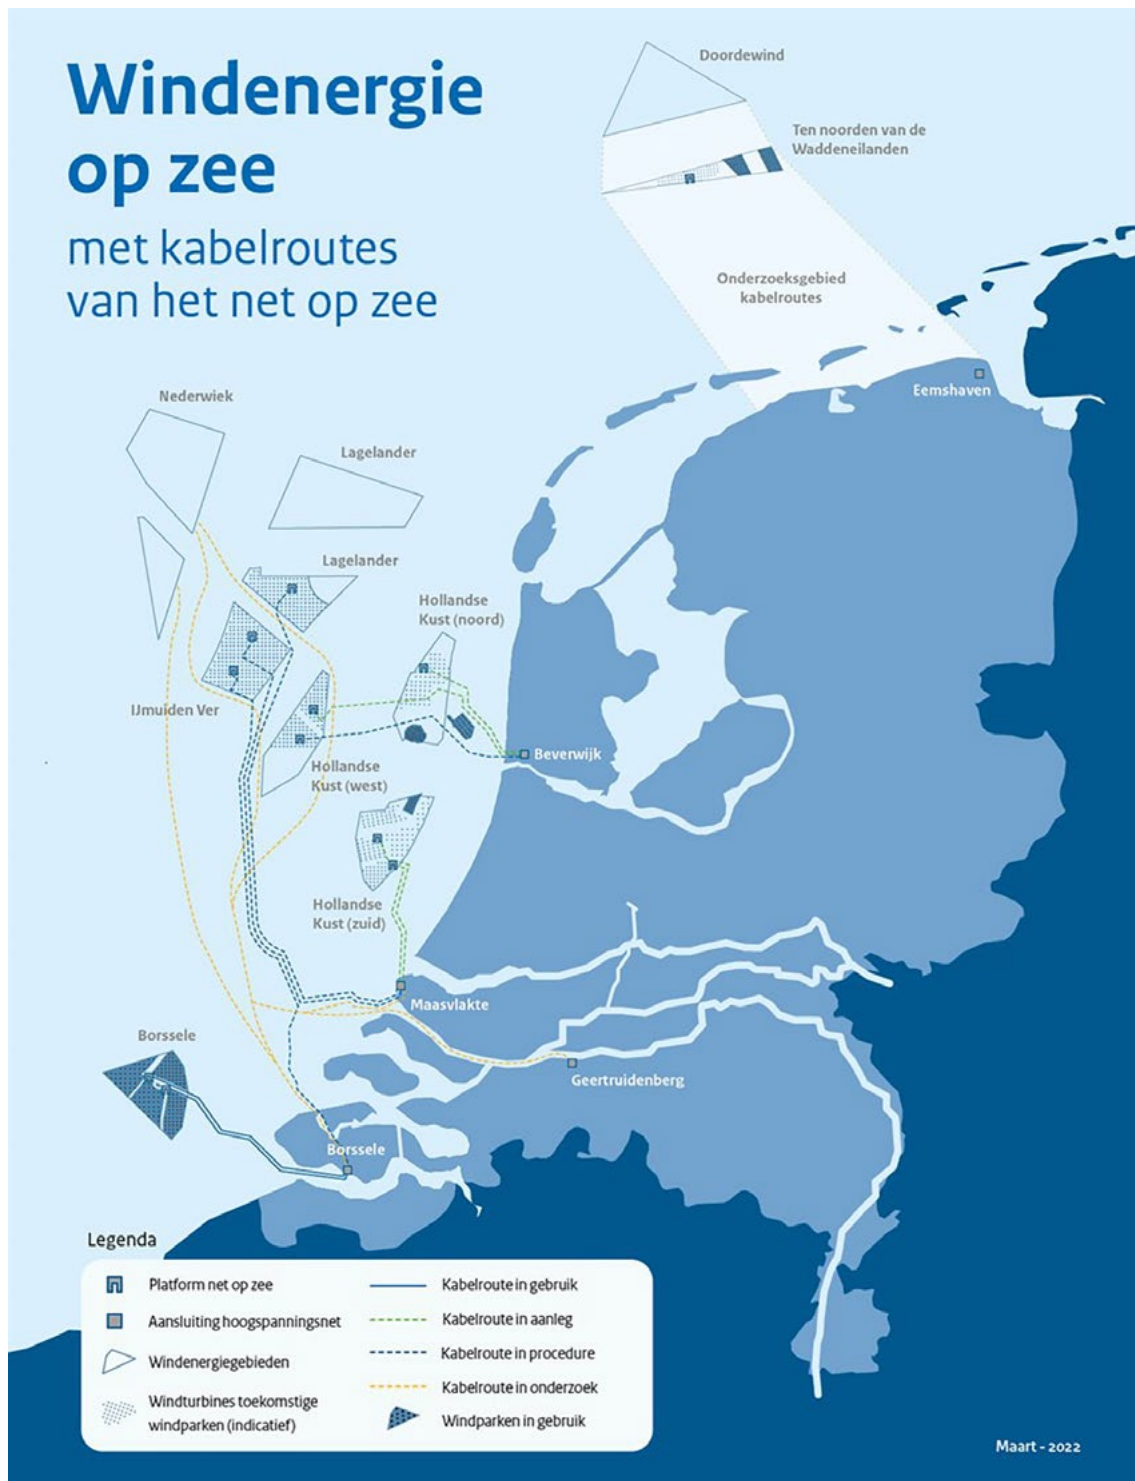 Windenergie
op zee
met kabelroutes
van het net op zee
Doordewind
Ten noorden van de
Waddeneilanden
Onderzoeksgebied
kabelroutes
Eemshaven
Nederwiek
Lagelander
Lagelander
Hollandse
Kust (noord)
IJmuiden Ver
Beverwijk
Hollandse
Kust (west)
Hollandse
Kust (zuid)
Maasvlakte
Borssele
Geertruidenberg
Borssele
Legenda
Platform net op zee
Aansluiting hoogspanningsnet
Windenergiegebieden
Windturbines toekomstige
windparken (indicatief)
Kabelroute in gebruik
Kabelroute in aanleg
Kabelroute in procedure
Kabelroute in onderzoek
Windparken in gebruik
Maart - 2022